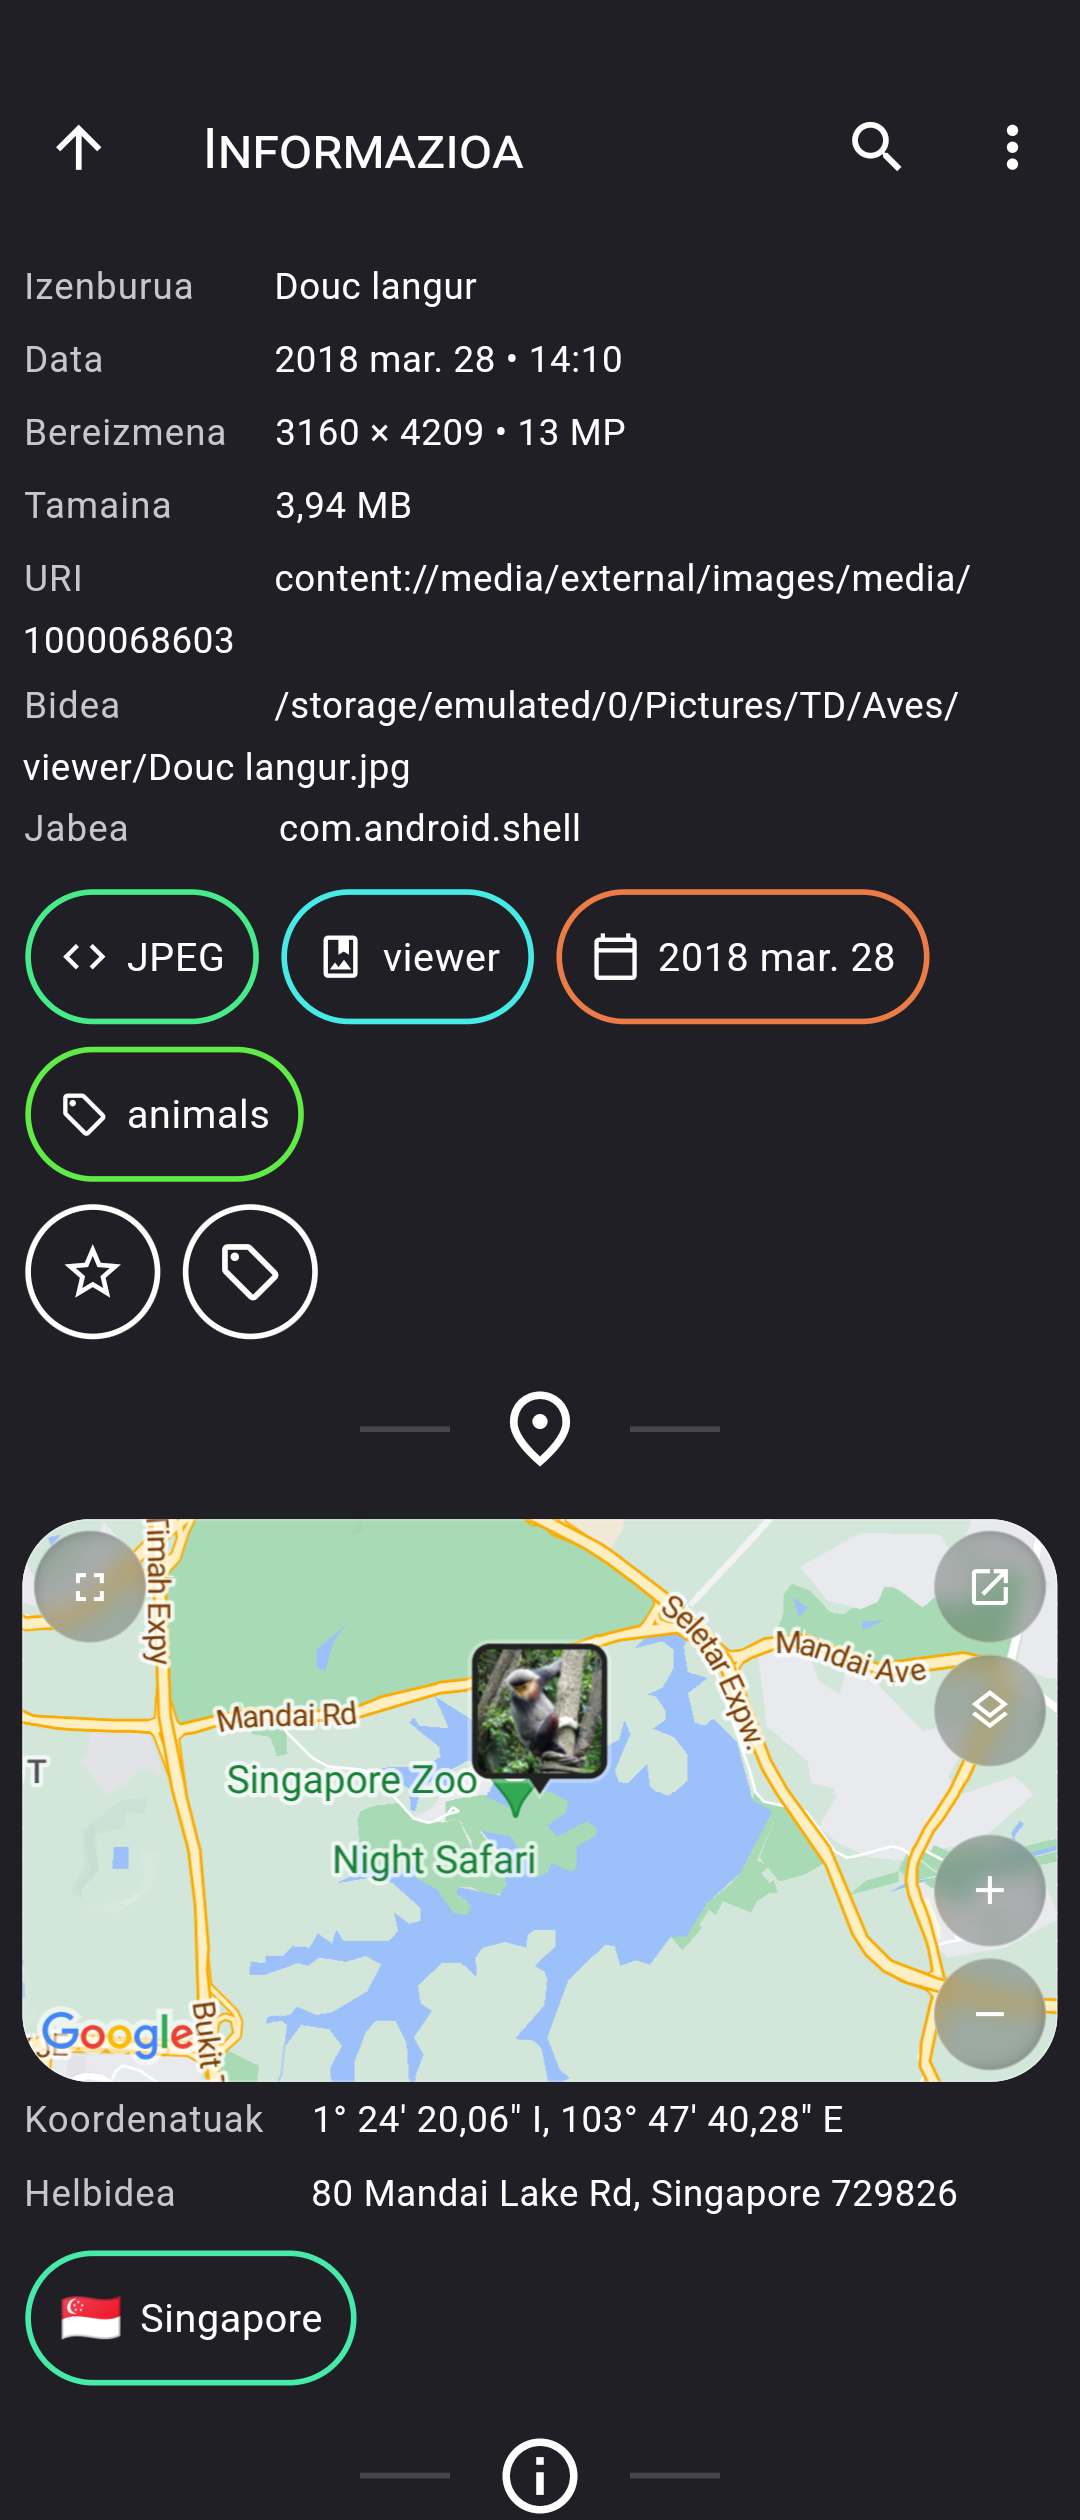 INFORMAZIOA
Izenburua Douc langur
Data 2018 mar. 28 • 14:10
Bereizmena 3160 × 4209 • 13 MP
Tamaina 3,94 MB
URI content://media/external/images/media/
1000068603
Bidea /storage/emulated/0/Pictures/TD/Aves/
viewer/Douc langur.jpg
Jabea com.android.shell
JPEG viewer 2018 mar. 28
animals
Timah Expy
Seletar Expw.
Mandai Ave
Mandai Rd
T
Singapore Zoo
Night Safari
Google
Bukit
Koordenatuak 1° 24' 20,06" I, 103° 47' 40,28" E
Helbidea 80 Mandai Lake Rd, Singapore 729826
Singapore